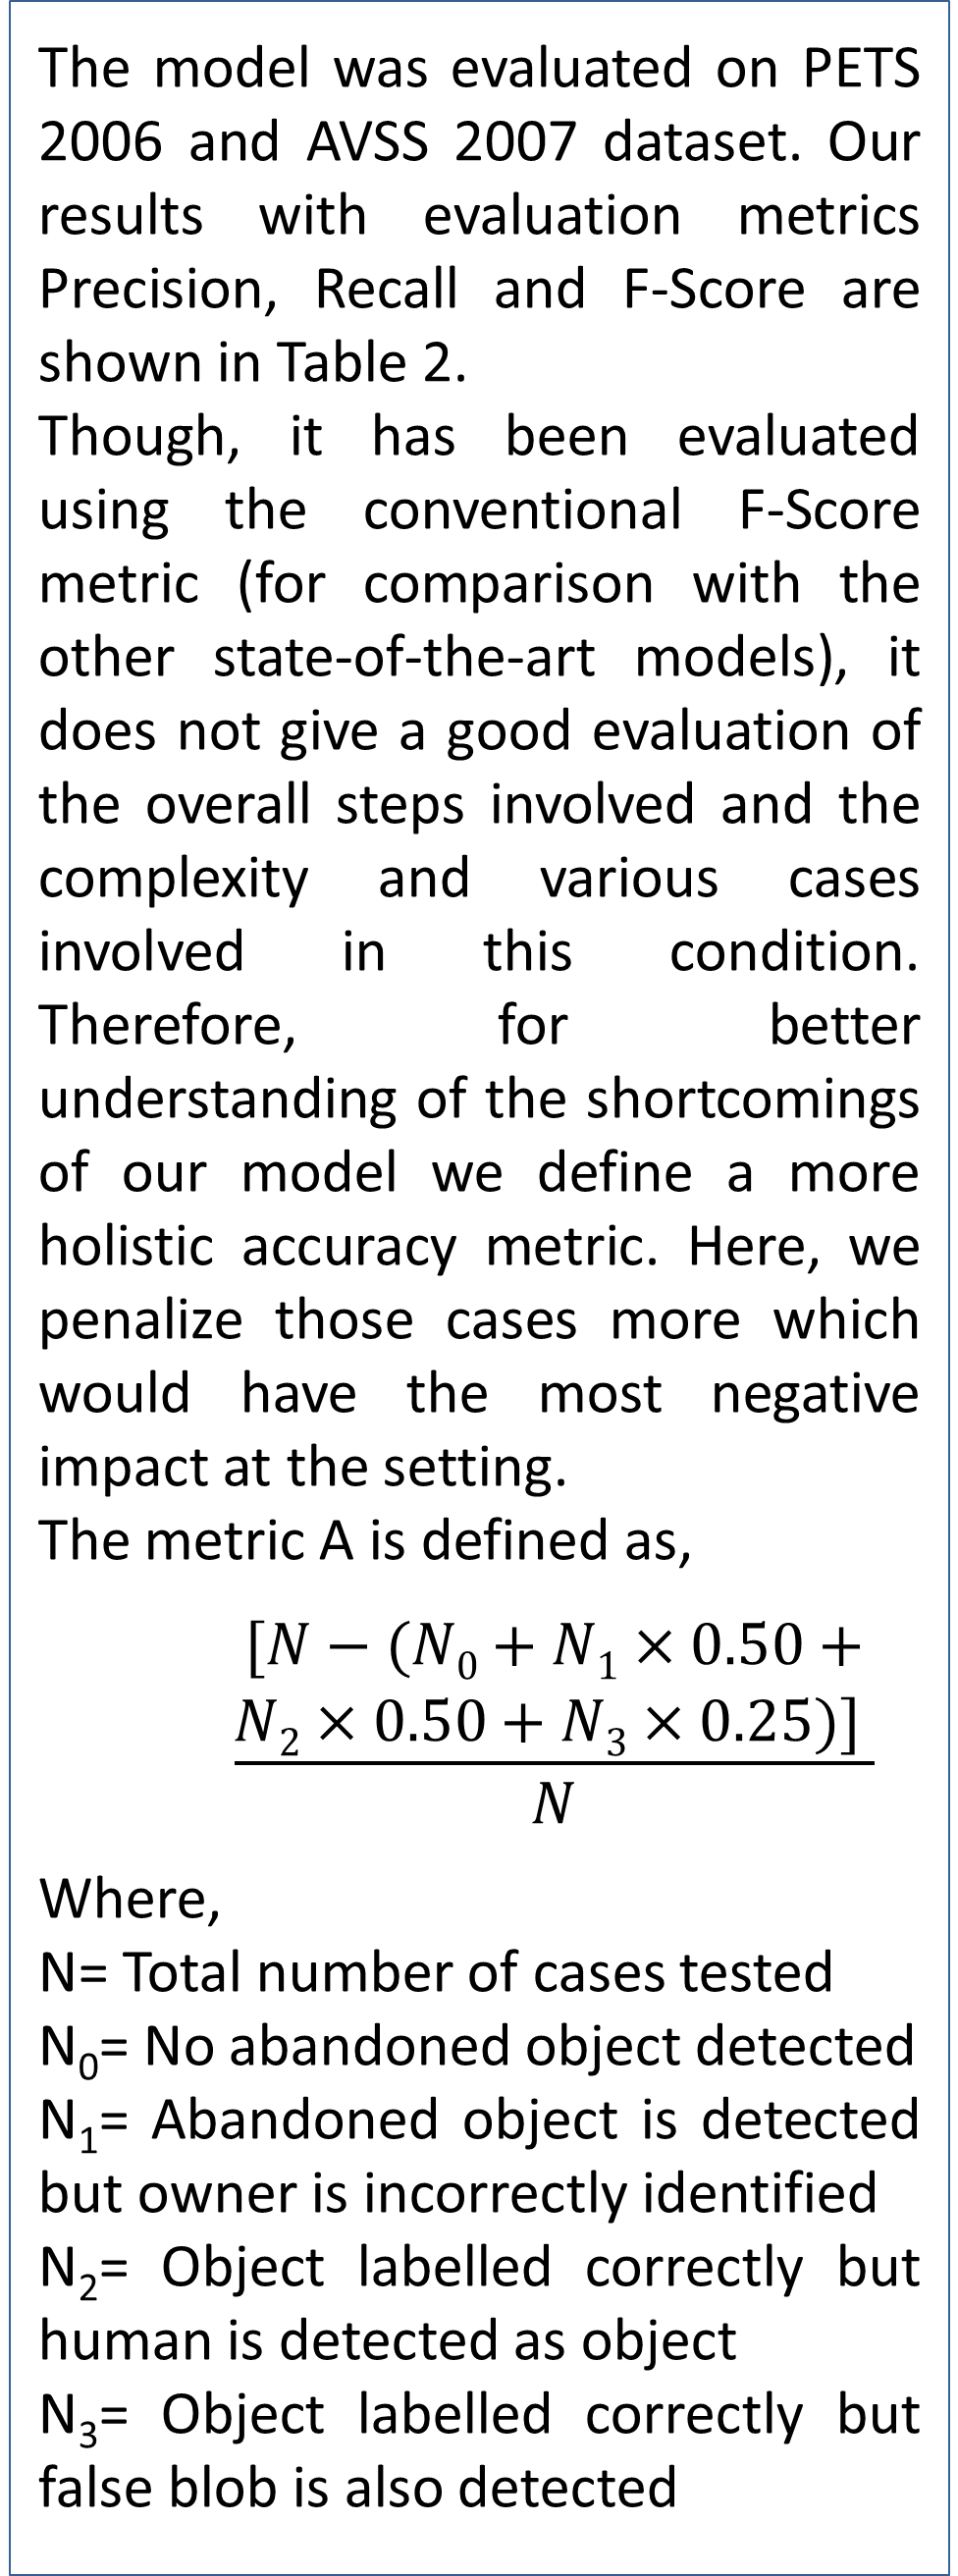 The model was evaluated on PETS
2006 and AVSS 2007 dataset. Our
results with evaluation metrics
Precision, Recall and F-Score are
shown in Table 2.
Though, it has been evaluated
using the conventional F-Score
metric (for comparison with the
other state-of-the-art models), it
does not give a good evaluation of
the overall steps involved and the
complexity and various cases
involved in this condition.
Therefore, for better
understanding of the shortcomings
of our model we define a more
holistic accuracy metric. Here, we
penalize those cases more which
would have the most negative
impact at the setting.
The metric A is defined as,
[N − (N₀ + N₁ × 0.50 +
N₂ × 0.50 + N₃ × 0.25)]
N
Where,
N= Total number of cases tested
N₀= No abandoned object detected
N₁= Abandoned object is detected
but owner is incorrectly identified
N₂= Object labelled correctly but
human is detected as object
N₃= Object labelled correctly but
false blob is also detected